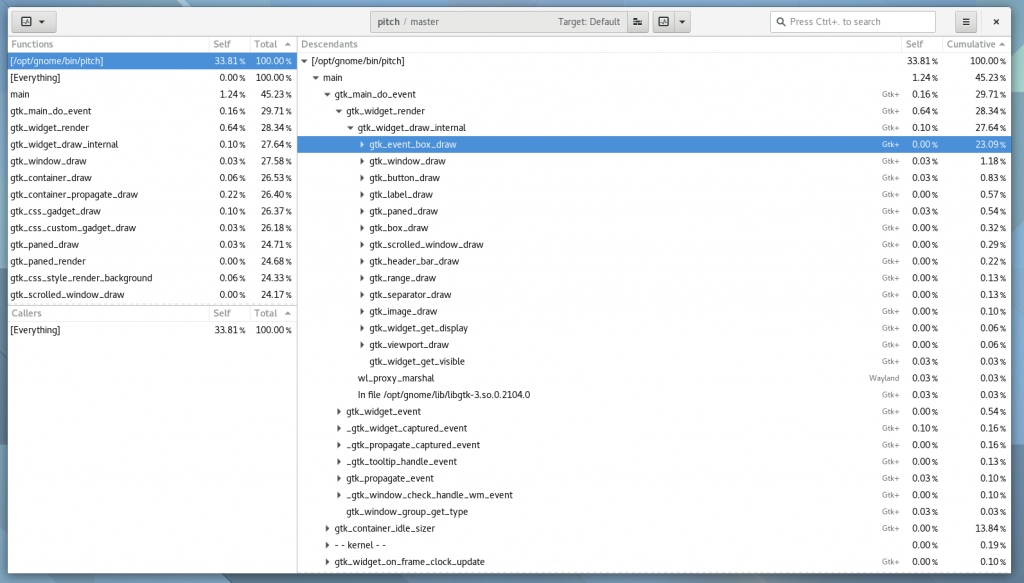 pitch / master Target: Default Press Ctrl+. to search
Functions Self Total
[/opt/gnome/bin/pitch] 33.81 % 100.00 %
[Everything] 0.00 % 100.00 %
main 1.24 % 45.23 %
gtk_main_do_event 0.16 % 29.71 %
gtk_widget_render 0.64 % 28.34 %
gtk_widget_draw_internal 0.10 % 27.64 %
gtk_window_draw 0.03 % 27.58 %
gtk_container_draw 0.06 % 26.53 %
gtk_container_propagate_draw 0.22 % 26.40 %
gtk_css_gadget_draw 0.10 % 26.37 %
gtk_css_custom_gadget_draw 0.03 % 26.18 %
gtk_paned_draw 0.03 % 24.71 %
gtk_paned_render 0.00 % 24.68 %
gtk_css_style_render_background 0.06 % 24.33 %
gtk_scrolled_window_draw 0.00 % 24.17 %
Callers Self Total
[Everything] 33.81 % 100.00 %
Descendants Self Cumulative
[/opt/gnome/bin/pitch] 33.81 % 100.00 %
main 1.24 % 45.23 %
gtk_main_do_event Gtk+ 0.16 % 29.71 %
gtk_widget_render Gtk+ 0.64 % 28.34 %
gtk_widget_draw_internal Gtk+ 0.10 % 27.64 %
gtk_event_box_draw Gtk+ 0.00 % 23.09 %
gtk_window_draw Gtk+ 0.03 % 1.18 %
gtk_button_draw Gtk+ 0.03 % 0.83 %
gtk_label_draw Gtk+ 0.00 % 0.57 %
gtk_paned_draw Gtk+ 0.03 % 0.54 %
gtk_box_draw Gtk+ 0.00 % 0.32 %
gtk_scrolled_window_draw Gtk+ 0.00 % 0.29 %
gtk_header_bar_draw Gtk+ 0.00 % 0.22 %
gtk_range_draw Gtk+ 0.00 % 0.13 %
gtk_separator_draw Gtk+ 0.00 % 0.13 %
gtk_image_draw Gtk+ 0.00 % 0.10 %
gtk_widget_get_display Gtk+ 0.00 % 0.06 %
gtk_viewport_draw Gtk+ 0.00 % 0.06 %
gtk_widget_get_visible Gtk+ 0.03 % 0.03 %
wl_proxy_marshal Wayland 0.03 % 0.03 %
In file /opt/gnome/lib/libgtk-3.so.0.2104.0 Gtk+ 0.03 % 0.03 %
gtk_widget_event Gtk+ 0.00 % 0.54 %
_gtk_widget_captured_event Gtk+ 0.10 % 0.16 %
_gtk_propagate_captured_event Gtk+ 0.00 % 0.16 %
_gtk_tooltip_handle_event Gtk+ 0.00 % 0.13 %
gtk_propagate_event Gtk+ 0.03 % 0.10 %
_gtk_window_check_handle_wm_event Gtk+ 0.00 % 0.10 %
gtk_window_group_get_type Gtk+ 0.03 % 0.03 %
gtk_container_idle_sizer Gtk+ 0.00 % 13.84 %
- - kernel - - 0.00 % 0.19 %
gtk_widget_on_frame_clock_update Gtk+ 0.00 % 0.10 %